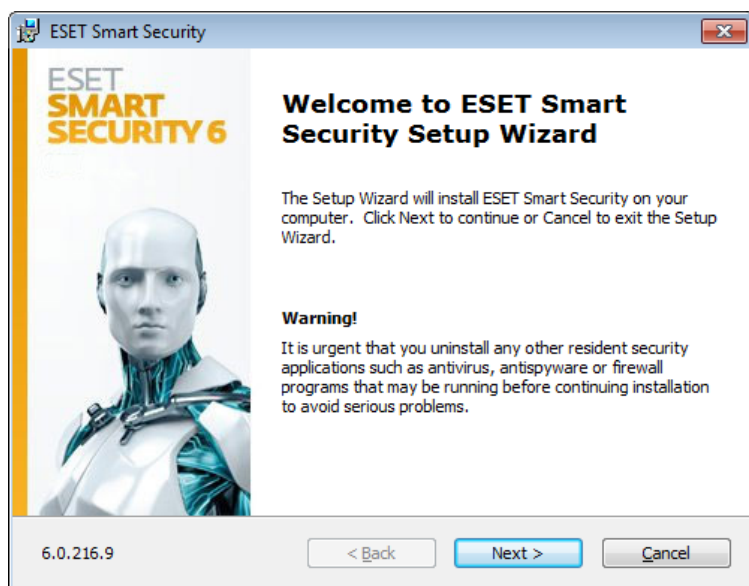 ESET Smart Security
ESET
SMART
SECURITY 6
Welcome to ESET Smart
Security Setup Wizard
The Setup Wizard will install ESET Smart Security on your
computer.  Click Next to continue or Cancel to exit the Setup
Wizard.
Warning!
It is urgent that you uninstall any other resident security
applications such as antivirus, antispyware or firewall
programs that may be running before continuing installation
to avoid serious problems.
6.0.216.9
< Back
Next >
Cancel